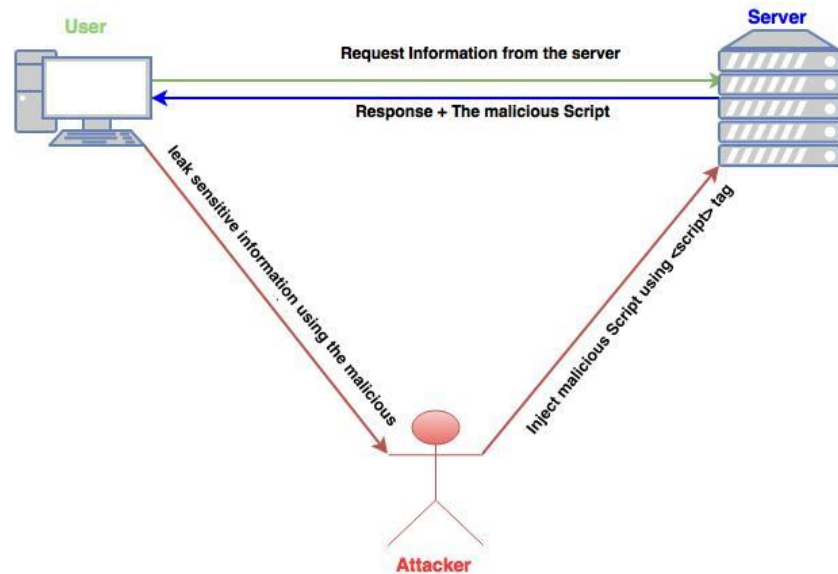 User
Server
Request Information from the server
Response + The malicious Script
leak sensitive information using the malicious
Inject malicious Script using <script> tag
Attacker